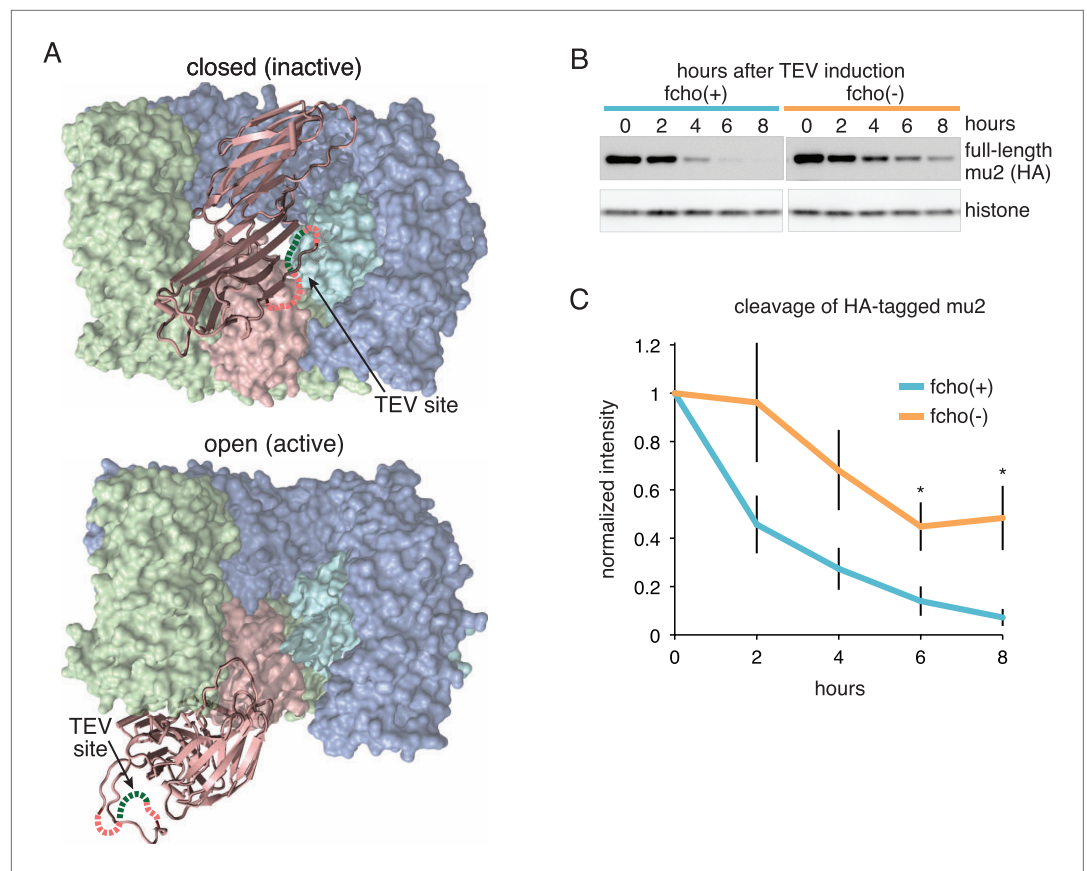 A
closed (inactive)
TEV site
open (active)
TEV
site
B
hours after TEV induction
fcho(+) fcho(-)
0 2 4 6 8 0 2 4 6 8 hours
full-length
mu2 (HA)
histone
C
cleavage of HA-tagged mu2
normalized intensity
1.2
1
0.8
0.6
0.4
0.2
0
fcho(+)
fcho(-)
*
*
0 2 4 6 8
hours